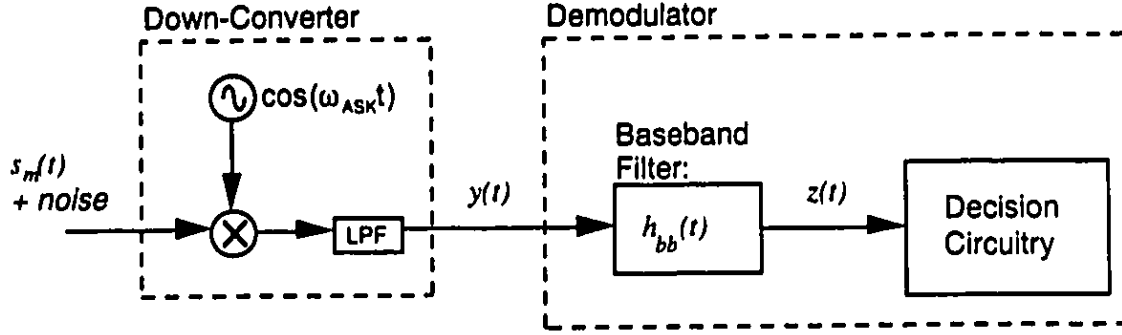 Down-Converter
Demodulator
cos(ω_ASK t)
s_m(t)
+ noise
LPF
y(t)
Baseband
Filter:
h_bb(t)
z(t)
Decision
Circuitry